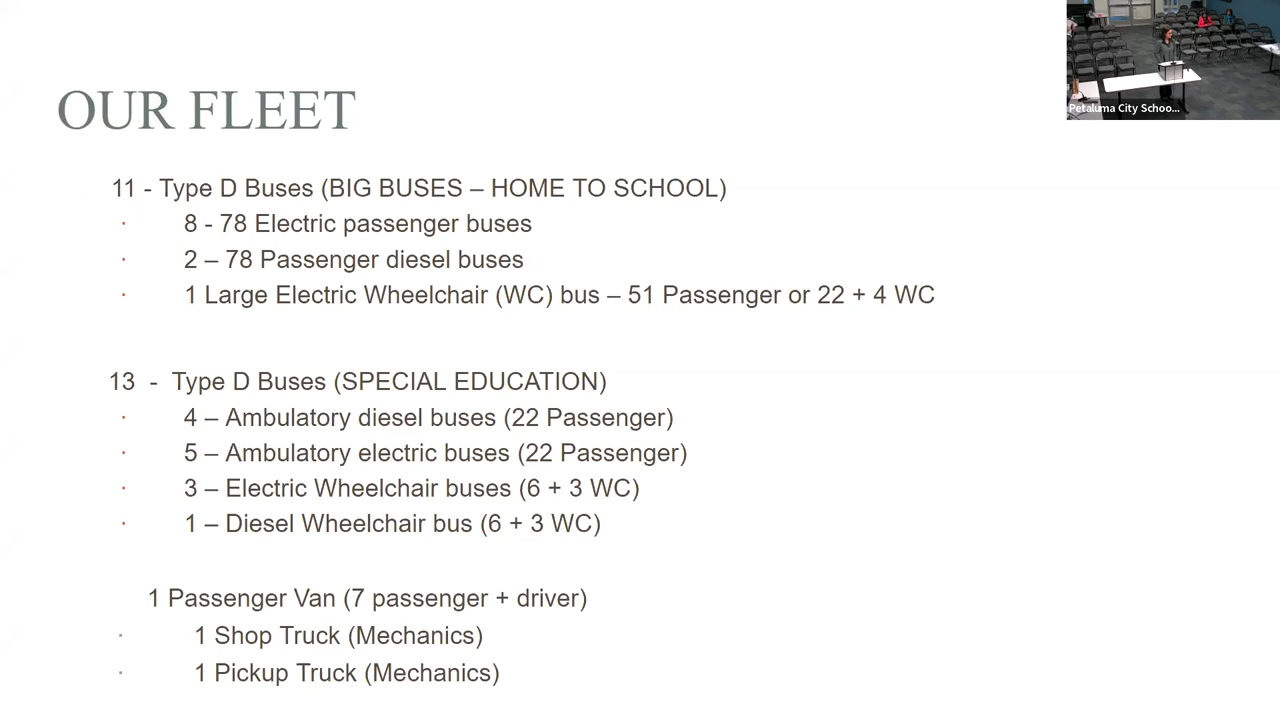 OUR FLEET
Petaluma City Schoo...
11 - Type D Buses (BIG BUSES – HOME TO SCHOOL)
· 8 - 78 Electric passenger buses
· 2 – 78 Passenger diesel buses
· 1 Large Electric Wheelchair (WC) bus – 51 Passenger or 22 + 4 WC
13 - Type D Buses (SPECIAL EDUCATION)
· 4 – Ambulatory diesel buses (22 Passenger)
· 5 – Ambulatory electric buses (22 Passenger)
· 3 – Electric Wheelchair buses (6 + 3 WC)
· 1 – Diesel Wheelchair bus (6 + 3 WC)
1 Passenger Van (7 passenger + driver)
· 1 Shop Truck (Mechanics)
· 1 Pickup Truck (Mechanics)